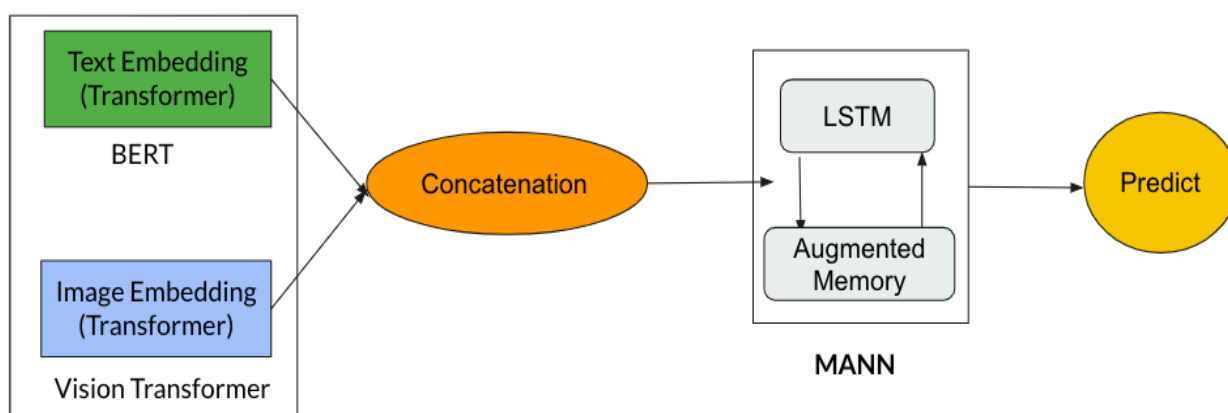 Text Embedding
(Transformer)
BERT
Image Embedding
(Transformer)
Vision Transformer
Concatenation
LSTM
Augmented
Memory
MANN
Predict